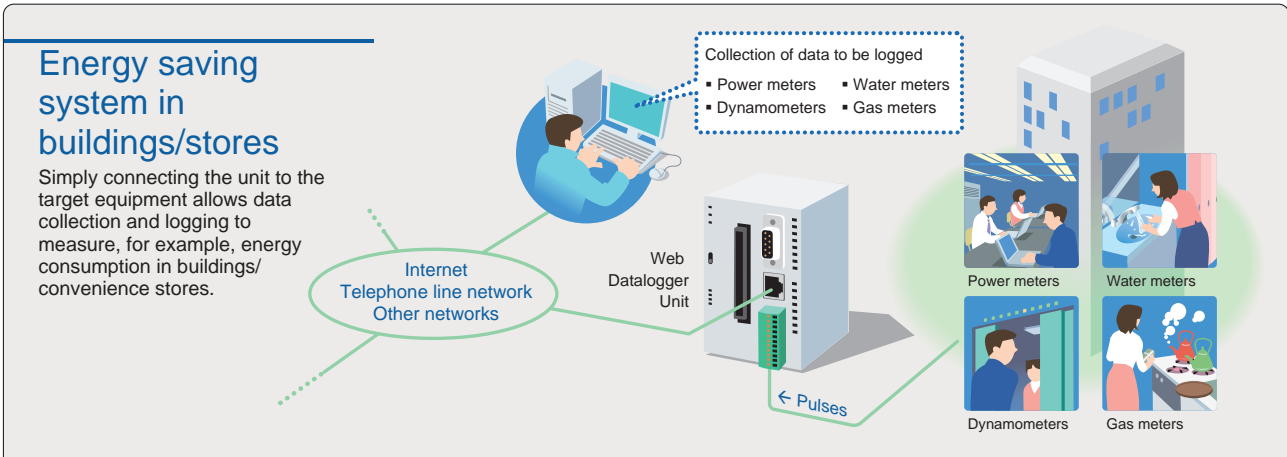 Energy saving
system in
buildings/stores
Simply connecting the unit to the
target equipment allows data
collection and logging to
measure, for example, energy
consumption in buildings/
convenience stores.
Collection of data to be logged
▪ Power meters ▪ Water meters
▪ Dynamometers ▪ Gas meters
Internet
Telephone line network
Other networks
Web
Datalogger
Unit
← Pulses
Power meters
Water meters
Dynamometers
Gas meters